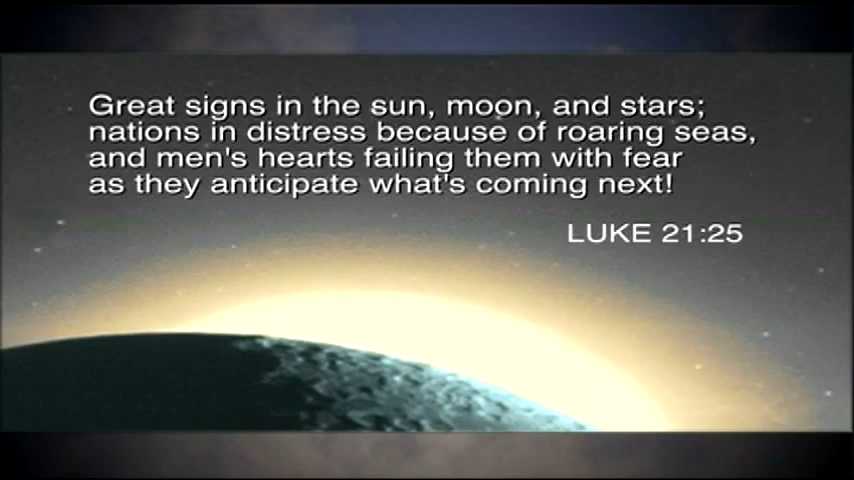 Great signs in the sun, moon, and stars;
nations in distress because of roaring seas,
and men's hearts failing them with fear
as they anticipate what's coming next!
LUKE 21:25